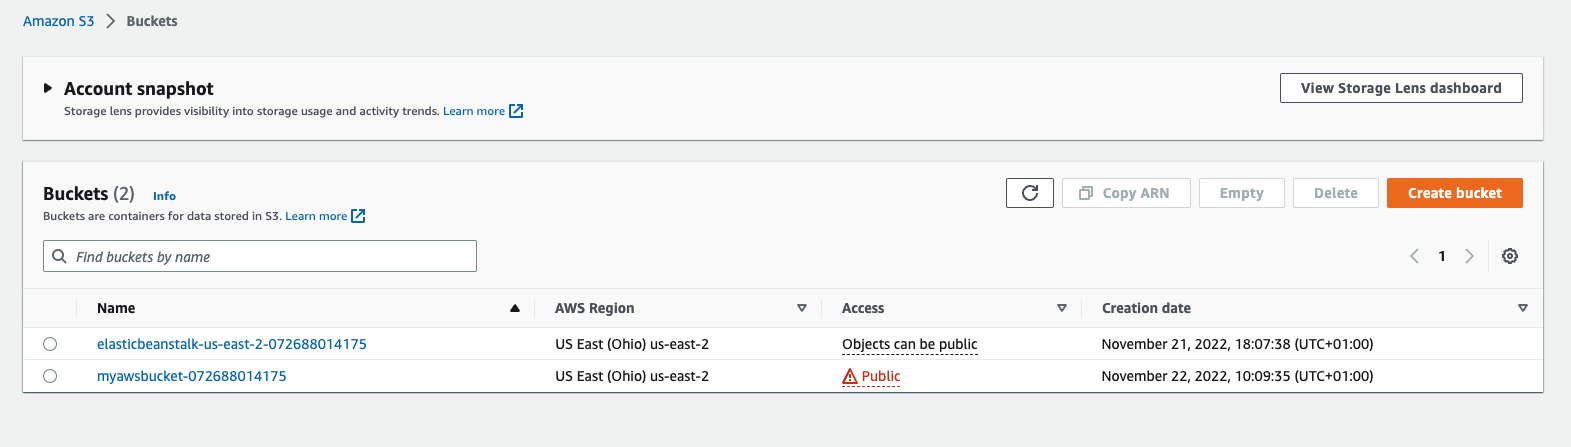 Amazon S3 > Buckets
Account snapshot
View Storage Lens dashboard
Storage lens provides visibility into storage usage and activity trends. Learn more
Buckets (2) Info
Copy ARN Empty Delete Create bucket
Buckets are containers for data stored in S3. Learn more
Find buckets by name
1
Name AWS Region Access Creation date
elasticbeanstalk-us-east-2-072688014175 US East (Ohio) us-east-2 Objects can be public November 21, 2022, 18:07:38 (UTC+01:00)
myawsbucket-072688014175 US East (Ohio) us-east-2 Public November 22, 2022, 10:09:35 (UTC+01:00)